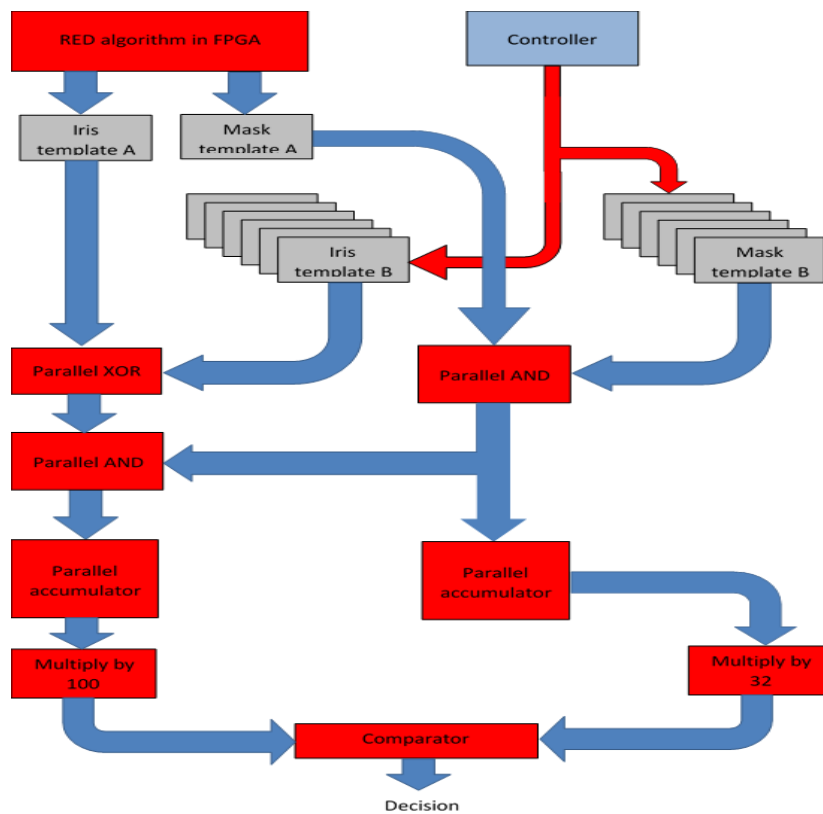 RED algorithm in FPGA
Controller
Iris
template A
Mask
template A
Iris
template B
Mask
template B
Parallel XOR
Parallel AND
Parallel AND
Parallel
accumulator
Parallel
accumulator
Multiply by
100
Multiply by
32
Comparator
Decision